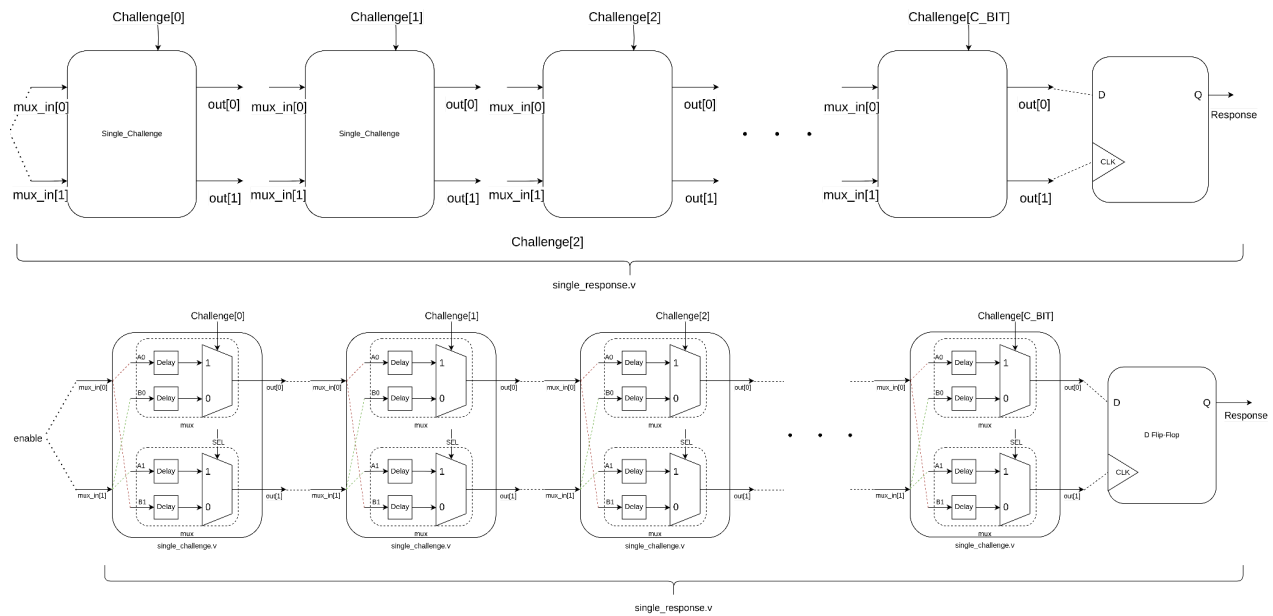 Challenge[0]
Challenge[1]
Challenge[2]
Challenge[C_BIT]
mux_in[0]
out[0]
mux_in[0]
out[0]
mux_in[0]
out[0]
mux_in[0]
out[0]
D
Q
Response
Single_Challenge
Single_Challenge
CLK
mux_in[1]
out[1]
mux_in[1]
out[1]
mux_in[1]
out[1]
mux_in[1]
out[1]
Challenge[2]
single_response.v
Challenge[0]
Challenge[1]
Challenge[2]
Challenge[C_BIT]
enable
mux_in[0]
A0
Delay
1
B0
Delay
0
mux
out[0]
SEL
mux_in[1]
A1
Delay
1
B1
Delay
0
mux
out[1]
single_challenge.v
mux_in[0]
A0
Delay
1
B0
Delay
0
mux
out[0]
SEL
mux_in[1]
A1
Delay
1
B1
Delay
0
mux
out[1]
single_challenge.v
mux_in[0]
A0
Delay
1
B0
Delay
0
mux
out[0]
SEL
mux_in[1]
A1
Delay
1
B1
Delay
0
mux
out[1]
single_challenge.v
mux_in[0]
A0
Delay
1
B0
Delay
0
mux
out[0]
SEL
mux_in[1]
A1
Delay
1
B1
Delay
0
mux
out[1]
single_challenge.v
D
Q
Response
D Flip-Flop
CLK
single_response.v